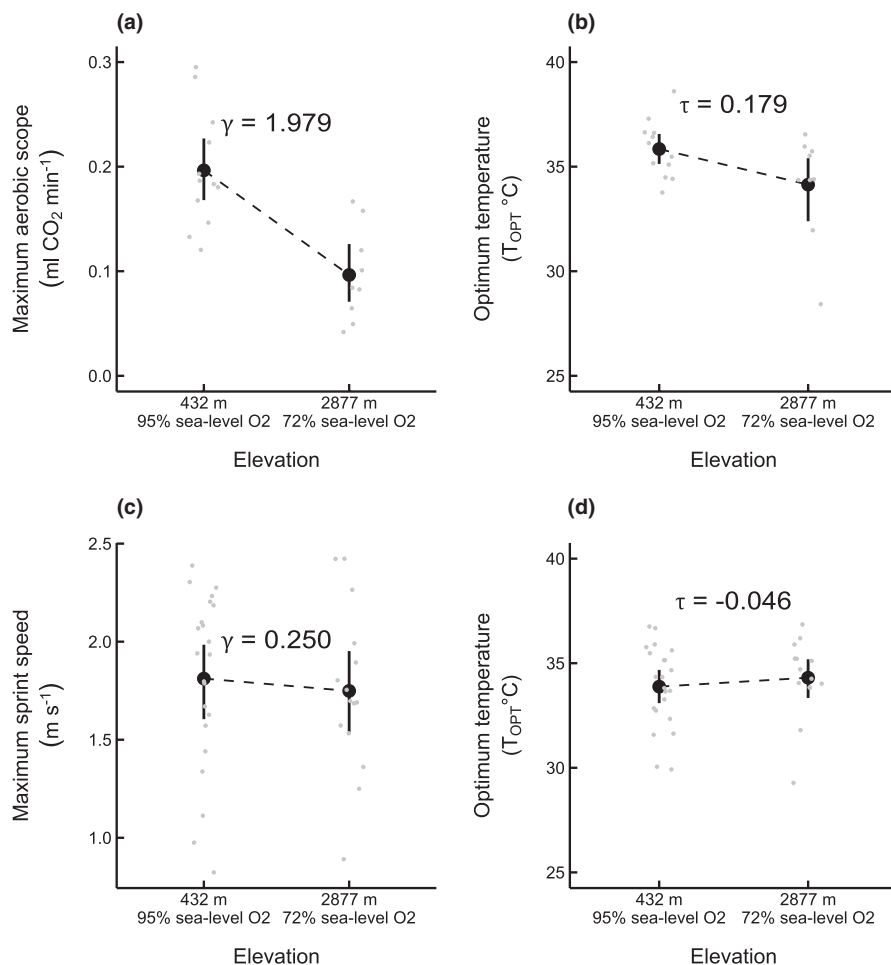 (a)
Maximum aerobic scope
(ml CO2 min-1)
0.3
0.2
0.1
0.0
γ = 1.979
432 m
95% sea-level O2
2877 m
72% sea-level O2
Elevation
(b)
Optimum temperature
(TOPT °C)
40
35
30
25
τ = 0.179
432 m
95% sea-level O2
2877 m
72% sea-level O2
Elevation
(c)
Maximum sprint speed
(m s-1)
2.5
2.0
1.5
1.0
γ = 0.250
432 m
95% sea-level O2
2877 m
72% sea-level O2
Elevation
(d)
Optimum temperature
(TOPT°C)
40
35
30
25
τ = -0.046
432 m
95% sea-level O2
2877 m
72% sea-level O2
Elevation